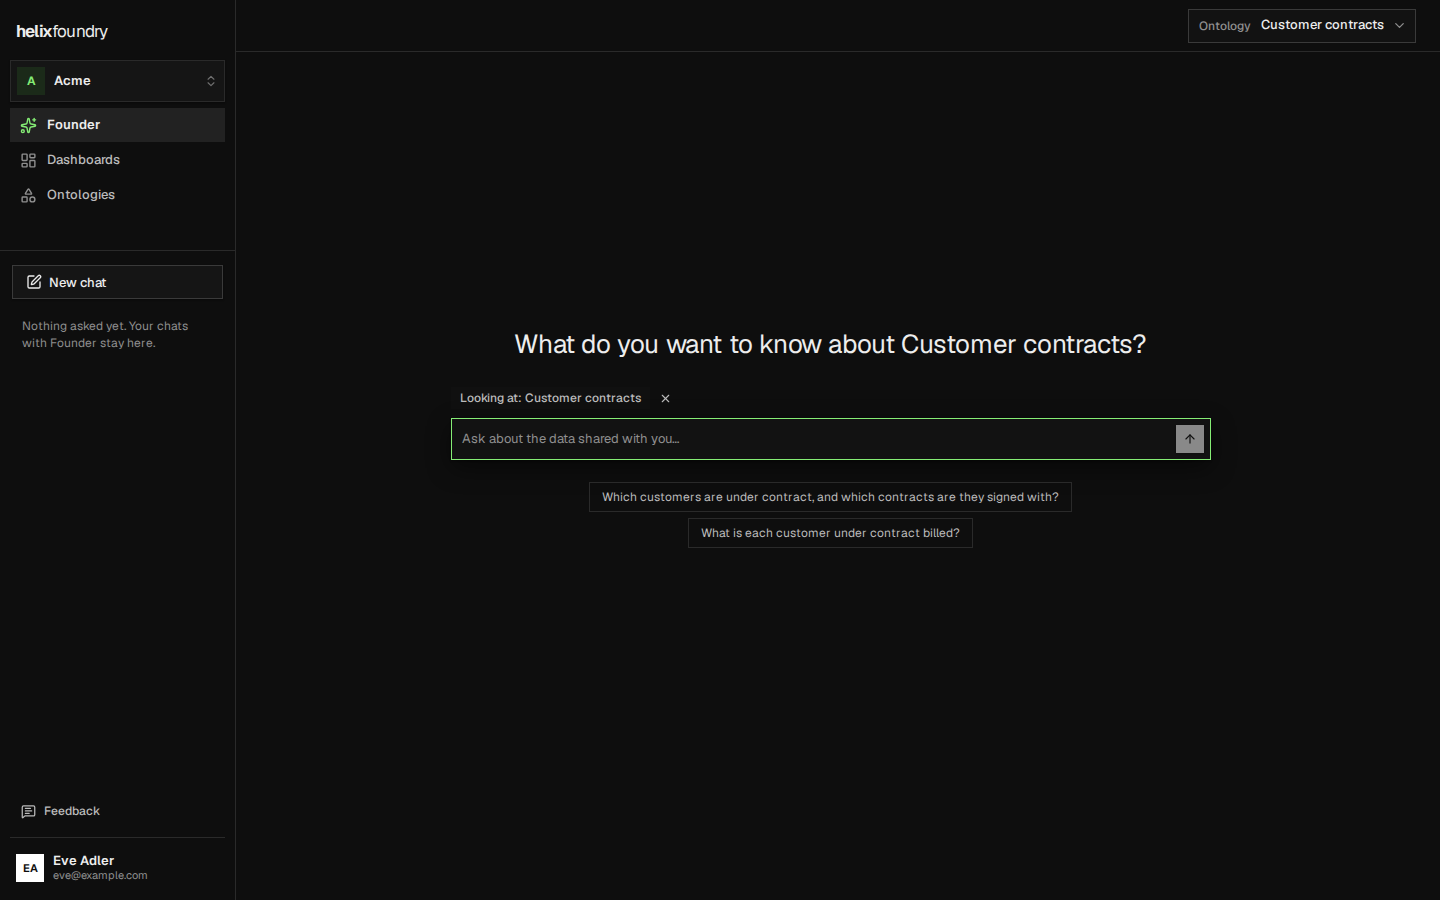 helixfoundry
Ontology Customer contracts
A Acme
Founder
Dashboards
Ontologies
New chat
Nothing asked yet. Your chats
with Founder stay here.
What do you want to know about Customer contracts?
Looking at: Customer contracts
Ask about the data shared with you...
Which customers are under contract, and which contracts are they signed with?
What is each customer under contract billed?
Feedback
EA Eve Adler
eve@example.com